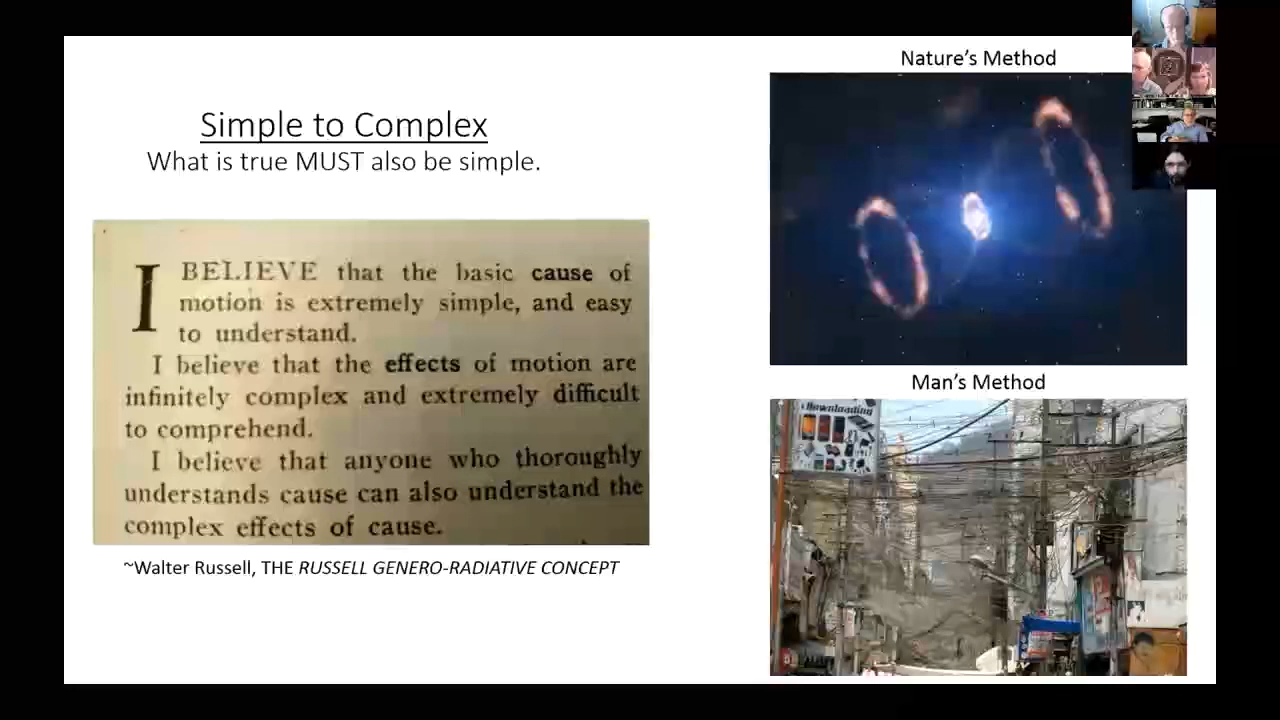 Simple to Complex
What is true MUST also be simple.
I BELIEVE that the basic cause of
motion is extremely simple, and easy
to understand.
I believe that the effects of motion are
infinitely complex and extremely difficult
to comprehend.
I believe that anyone who thoroughly
understands cause can also understand the
complex effects of cause.
~Walter Russell, THE RUSSELL GENERO-RADIATIVE CONCEPT
Nature's Method
Man's Method
Downloading